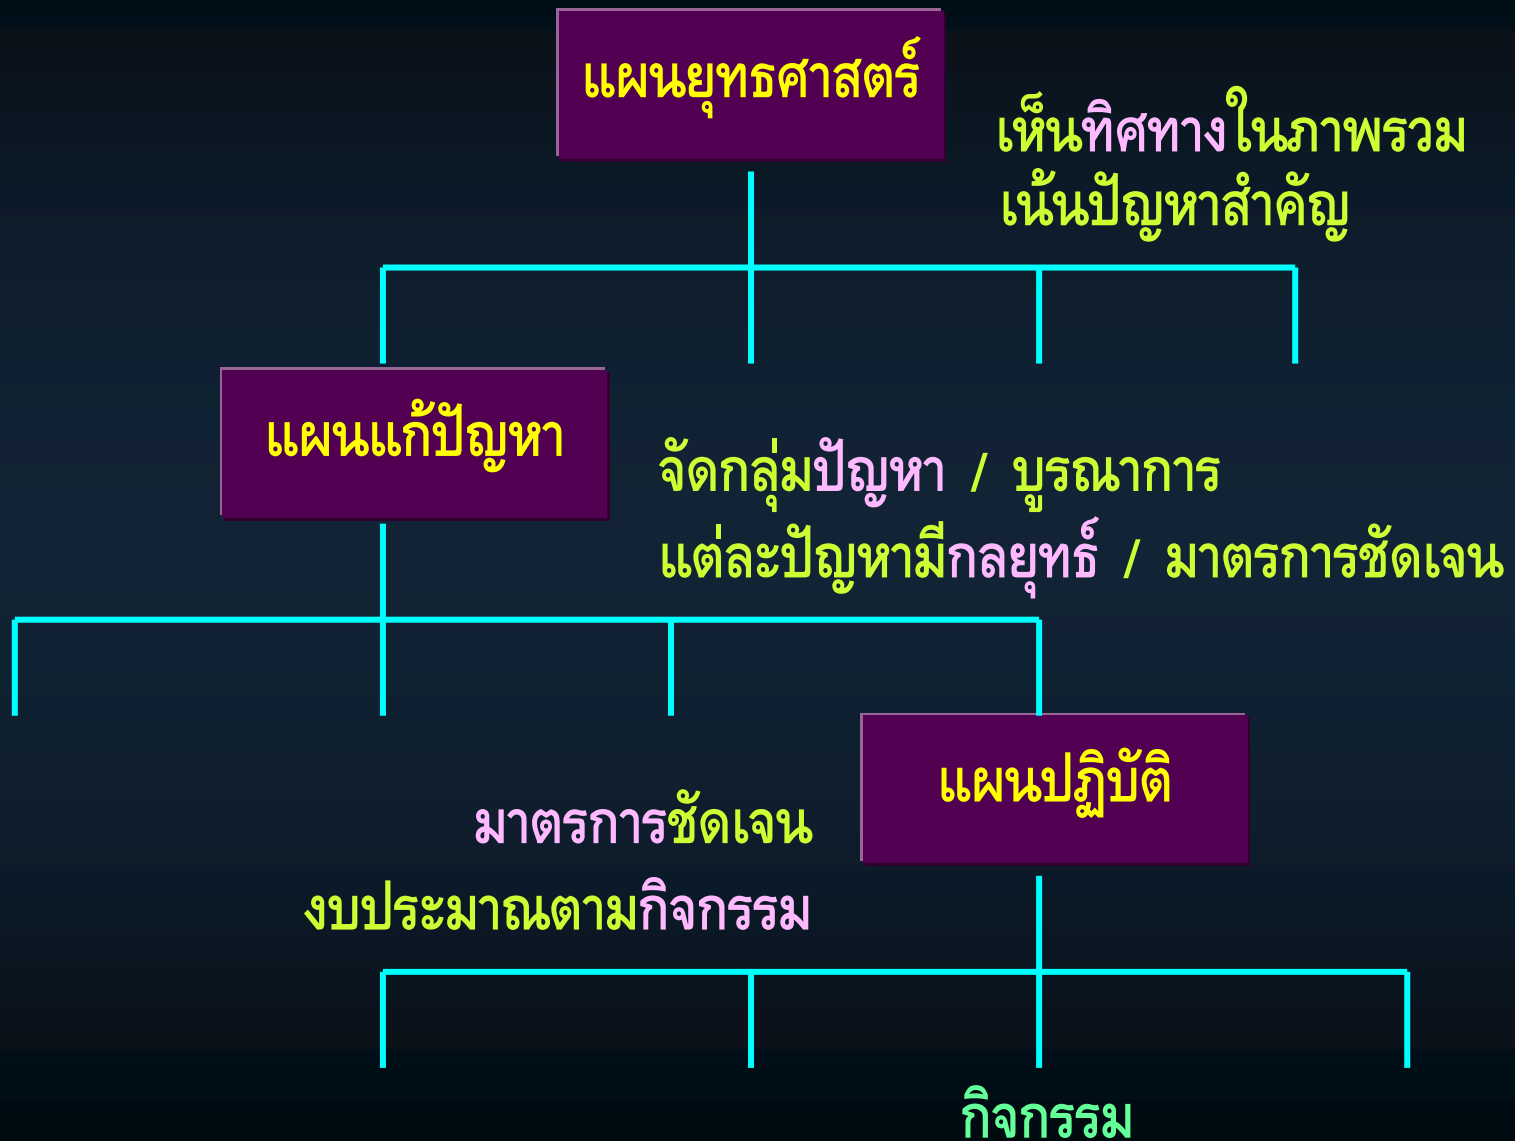 แผนยุทธศาสตร์
เห็นทิศทางในภาพรวม
เน้นปัญหาสำคัญ
แผนแก้ปัญหา
จัดกลุ่มปัญหา / บูรณาการ
แต่ละปัญหามีกลยุทธ์ / มาตรการชัดเจน
แผนปฏิบัติ
มาตรการชัดเจน
งบประมาณตามกิจกรรม
กิจกรรม